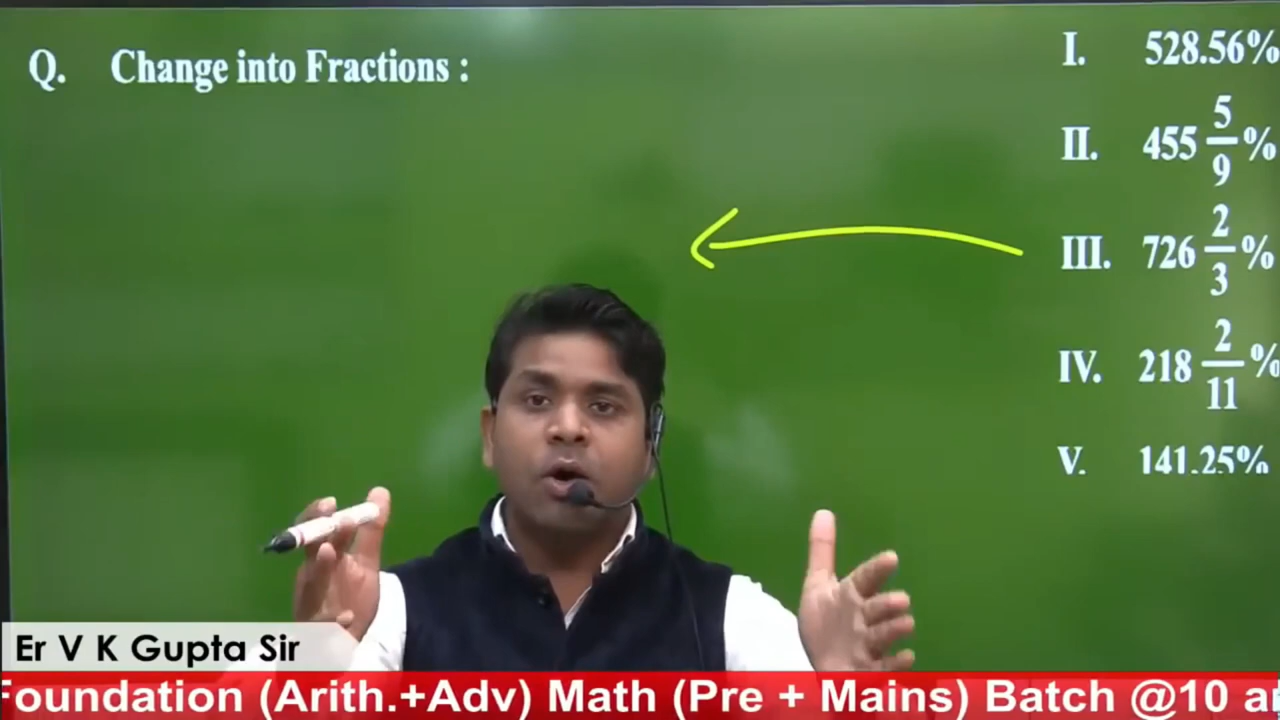 Q. Change into Fractions :
I. 528.56%
II. 455 5/9 %
III. 726 2/3 %
IV. 218 2/11 %
V. 141.25%
Er V K Gupta Sir
Foundation (Arith.+Adv) Math (Pre + Mains) Batch @10